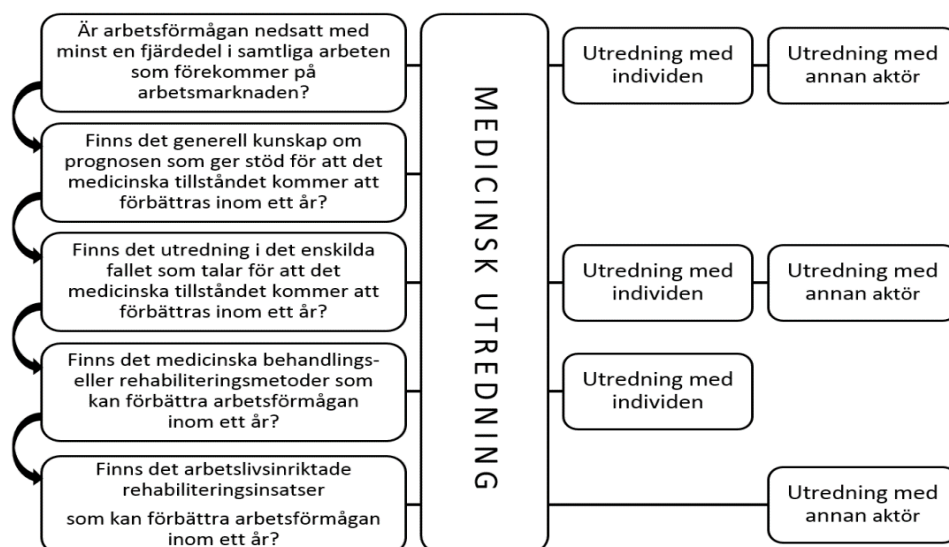 Är arbetsförmågan nedsatt med
minst en fjärdedel i samtliga arbeten
som förekommer på
arbetsmarknaden?
Finns det generell kunskap om
prognosen som ger stöd för att det
medicinska tillståndet kommer att
förbättras inom ett år?
Finns det utredning i det enskilda
fallet som talar för att det
medicinska tillståndet kommer att
förbättras inom ett år?
Finns det medicinska behandlings-
eller rehabiliteringsmetoder som
kan förbättra arbetsförmågan
inom ett år?
Finns det arbetslivsinriktade
rehabiliteringsinsatser
som kan förbättra arbetsförmågan
inom ett år?
MEDICINSK UTREDNING
Utredning med
individen
Utredning med
annan aktör
Utredning med
individen
Utredning med
annan aktör
Utredning med
individen
Utredning med
annan aktör